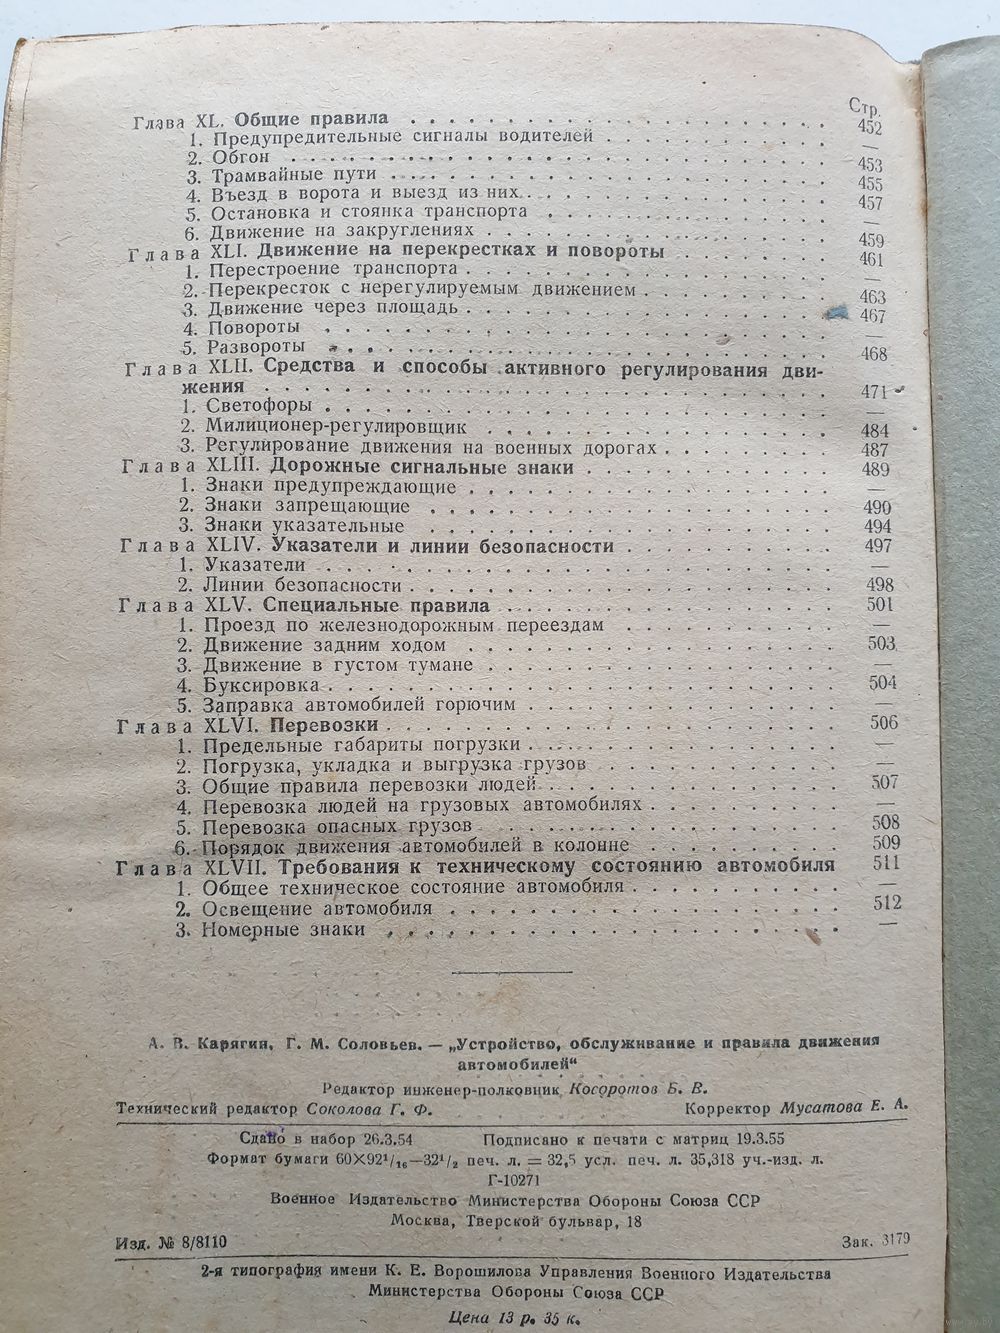 Стр.
Глава XL. Общие правила . . . . . . . . . . . . . . . . . 452
1. Предупредительные сигналы водителей . . . . . . . . . —
2. Обгон . . . . . . . . . . . . . . . . . . . . . . . . 453
3. Трамвайные пути . . . . . . . . . . . . . . . . . . . 455
4. Въезд в ворота и выезд из них . . . . . . . . . . . . 457
5. Остановка и стоянка транспорта . . . . . . . . . . . —
6. Движение на закруглениях . . . . . . . . . . . . . . 459
Глава XLI. Движение на перекрестках и повороты . . . . . 461
1. Перестроение транспорта . . . . . . . . . . . . . . . —
2. Перекресток с нерегулируемым движением . . . . . . . 463
3. Движение через площадь . . . . . . . . . . . . . . . 467
4. Повороты . . . . . . . . . . . . . . . . . . . . . .
5. Развороты . . . . . . . . . . . . . . . . . . . . . . 468
Глава XLII. Средства и способы активного регулирования дви-
жения . . . . . . . . . . . . . . . . . . . . . . . . . 471
1. Светофоры . . . . . . . . . . . . . . . . . . . . . . —
2. Милиционер-регулировщик . . . . . . . . . . . . . . . 484
3. Регулирование движения на военных дорогах . . . . . . 487
Глава XLIII. Дорожные сигнальные знаки . . . . . . . . . 489
1. Знаки предупреждающие . . . . . . . . . . . . . . . . —
2. Знаки запрещающие . . . . . . . . . . . . . . . . . . 490
3. Знаки указательные . . . . . . . . . . . . . . . . . 494
Глава XLIV. Указатели и линии безопасности . . . . . . . 497
1. Указатели . . . . . . . . . . . . . . . . . . . . . . —
2. Линии безопасности . . . . . . . . . . . . . . . . . 498
Глава XLV. Специальные правила . . . . . . . . . . . . . 501
1. Проезд по железнодорожным переездам . . . . . . . . . —
2. Движение задним ходом . . . . . . . . . . . . . . . . 503
3. Движение в густом тумане . . . . . . . . . . . . . . —
4. Буксировка . . . . . . . . . . . . . . . . . . . . . 504
5. Заправка автомобилей горючим . . . . . . . . . . . . —
Глава XLVI. Перевозки . . . . . . . . . . . . . . . . . 506
1. Предельные габариты погрузки . . . . . . . . . . . . —
2. Погрузка, укладка и выгрузка грузов . . . . . . . . . —
3. Общие правила перевозки людей . . . . . . . . . . . . 507
4. Перевозка людей на грузовых автомобилях . . . . . . . —
5. Перевозка опасных грузов . . . . . . . . . . . . . . 508
6. Порядок движения автомобилей в колонне . . . . . . . 509
Глава XLVII. Требования к техническому состоянию автомобиля 511
1. Общее техническое состояние автомобиля . . . . . . . —
2. Освещение автомобиля . . . . . . . . . . . . . . . . 512
3. Номерные знаки . . . . . . . . . . . . . . . . . . . —
А. В. Карягин, Г. М. Соловьев. — „Устройство, обслуживание и правила движения
автомобилей“
Редактор инженер-полковник Косоротов Б. В.
Технический редактор Соколова Г. Ф. Корректор Мусатова Е. А.
Сдано в набор 26.3.54 Подписано к печати с матриц 19.3.55
Формат бумаги 60×92¹/₁₆—32¹/₂ печ. л. = 32,5 усл. печ. л. 35,318 уч.-изд. л.
Г-10271
Военное Издательство Министерства Обороны Союза ССР
Москва, Тверской бульвар, 18
Изд. № 8/8110 Зак. 3179
2-я типография имени К. Е. Ворошилова Управления Военного Издательства
Министерства Обороны Союза ССР
Цена 13 р. 35 к.